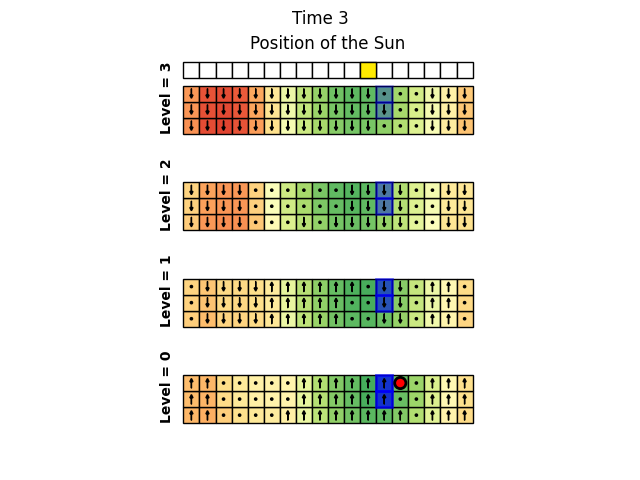 Time 3
Position of the Sun
Level = 3
Level = 2
Level = 1
Level = 0